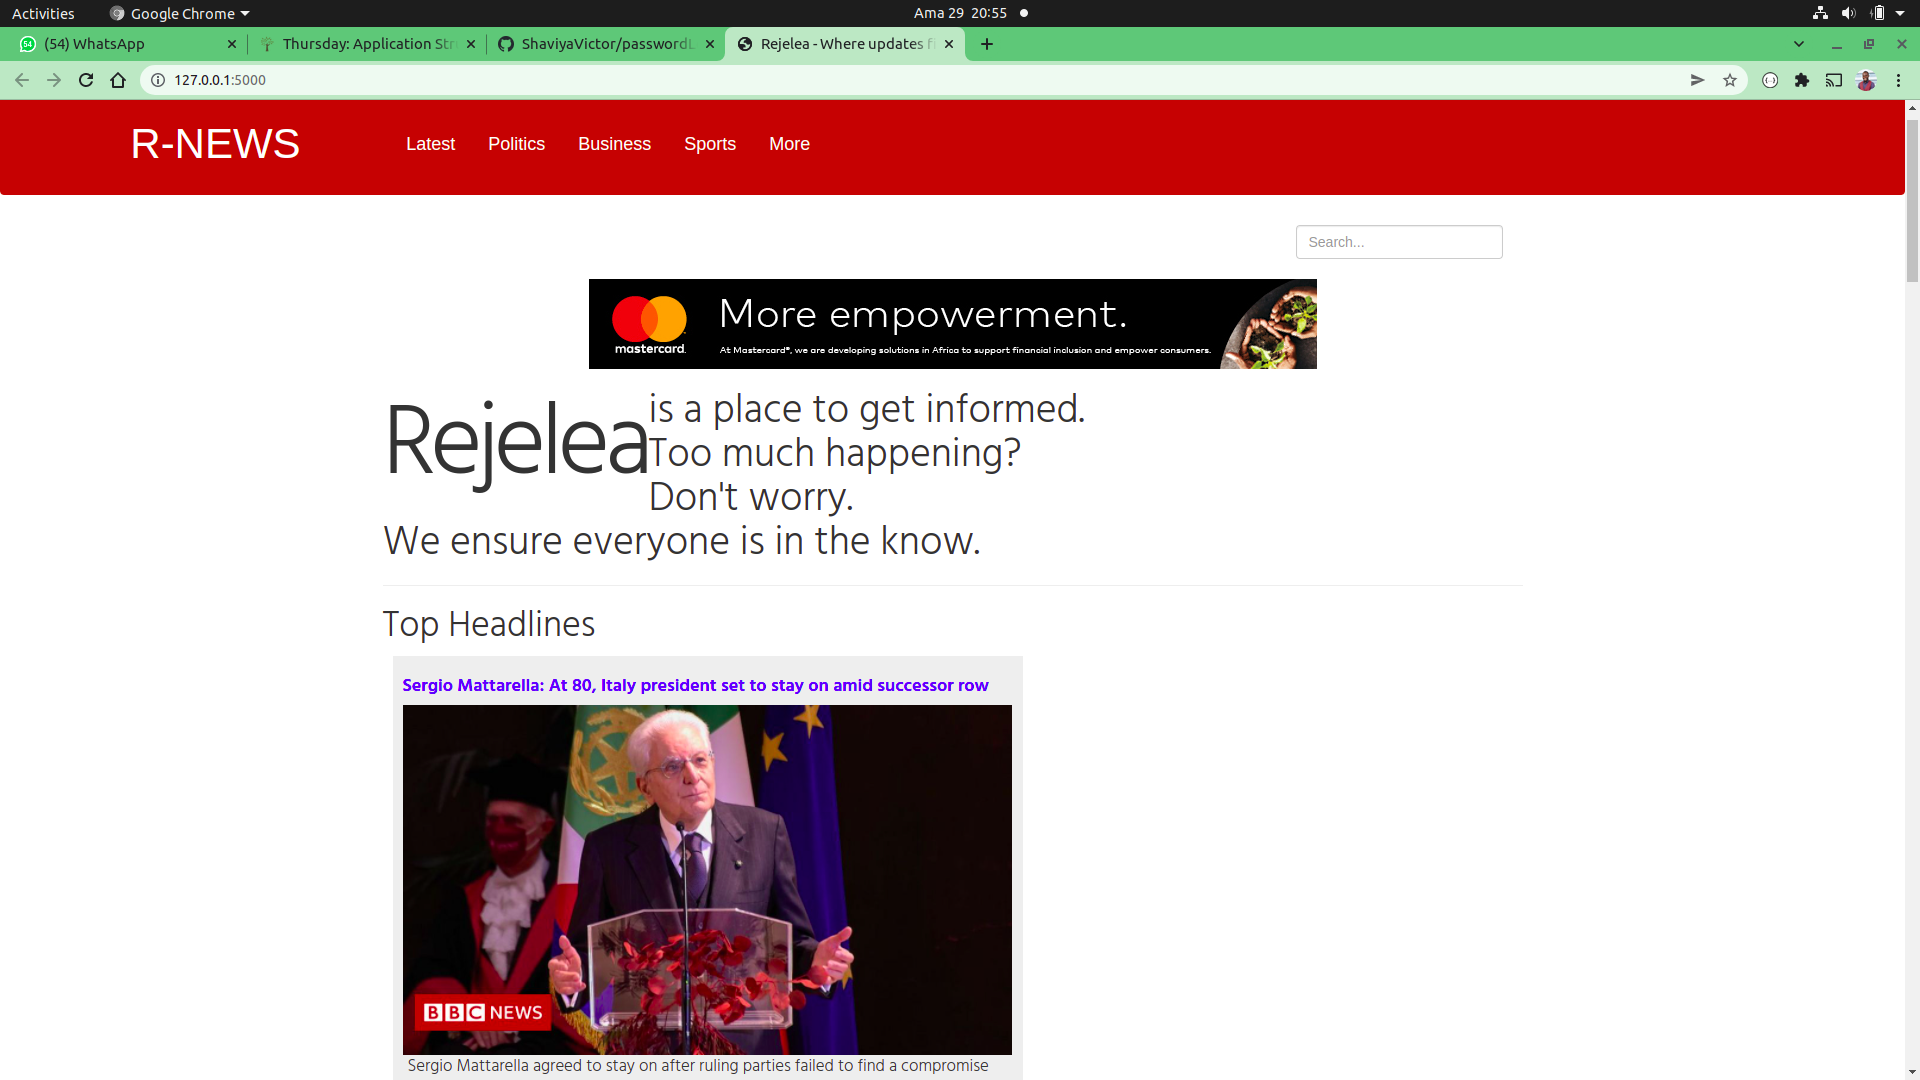 Activities
Google Chrome
Ama 29 20:55
(54) WhatsApp
Thursday: Application Str
ShaviyaVictor/passwordL
Rejelea - Where updates fi
127.0.0.1:5000
R-NEWS
Latest
Politics
Business
Sports
More
Search...
mastercard.
More empowerment.
At Mastercard®, we are developing solutions in Africa to support financial inclusion and empower consumers.
Rejelea
is a place to get informed.
Too much happening?
Don't worry.
We ensure everyone is in the know.
Top Headlines
Sergio Mattarella: At 80, Italy president set to stay on amid successor row
BBC NEWS
Sergio Mattarella agreed to stay on after ruling parties failed to find a compromise